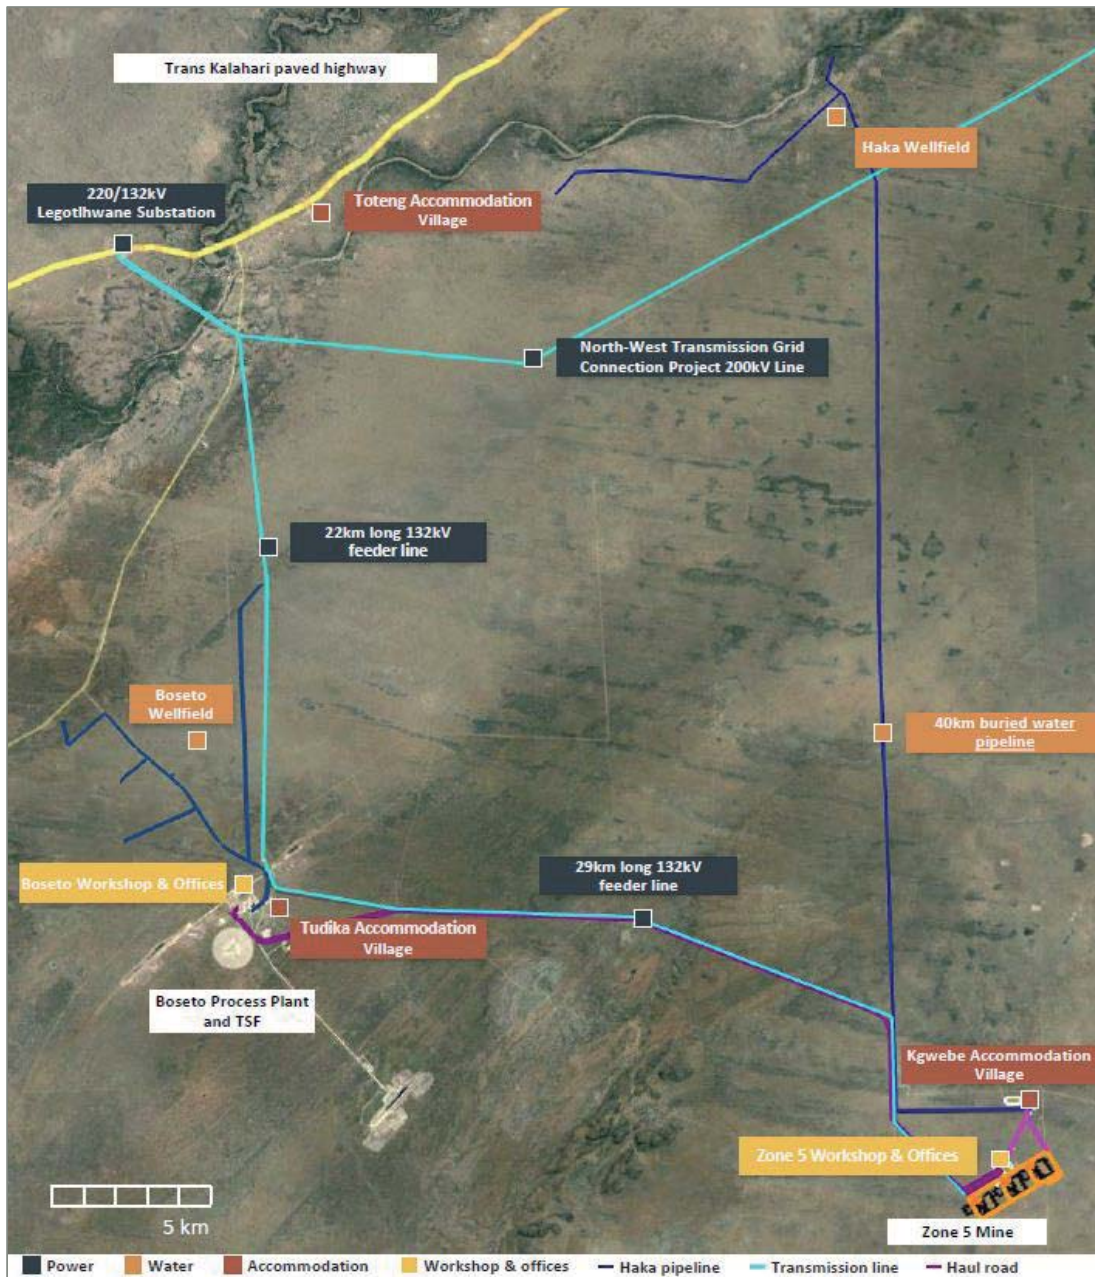 Trans Kalahari paved highway
Haka Wellfield
220/132kV
Legotlhwane Substation
Toteng Accommodation
Village
North-West Transmission Grid
Connection Project 200kV Line
22km long 132kV
feeder line
Boseto
Wellfield
40km buried water
pipeline
29km long 132kV
feeder line
Boseto Workshop & Offices
Tudika Accommodation
Village
Boseto Process Plant
and TSF
Kgwebe Accommodation
Village
Zone 5 Workshop & Offices
5 km
Zone 5 Mine
Power Water Accommodation Workshop & offices Haka pipeline Transmission line Haul road